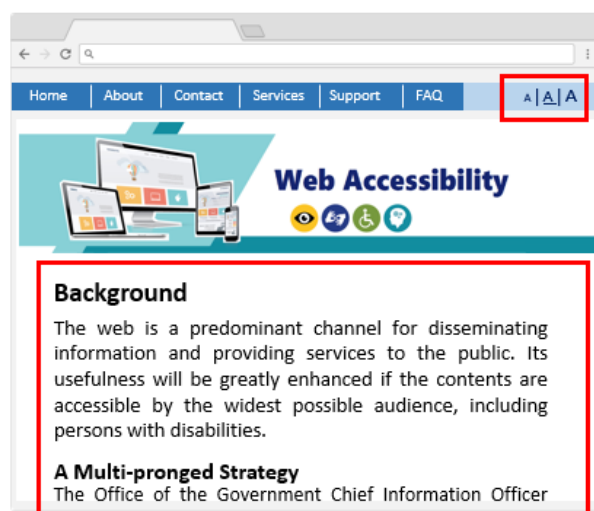 Home About Contact Services Support FAQ A | A | A
Web Accessibility
Background
The web is a predominant channel for disseminating
information and providing services to the public. Its
usefulness will be greatly enhanced if the contents are
accessible by the widest possible audience, including
persons with disabilities.
A Multi-pronged Strategy
The Office of the Government Chief Information Officer